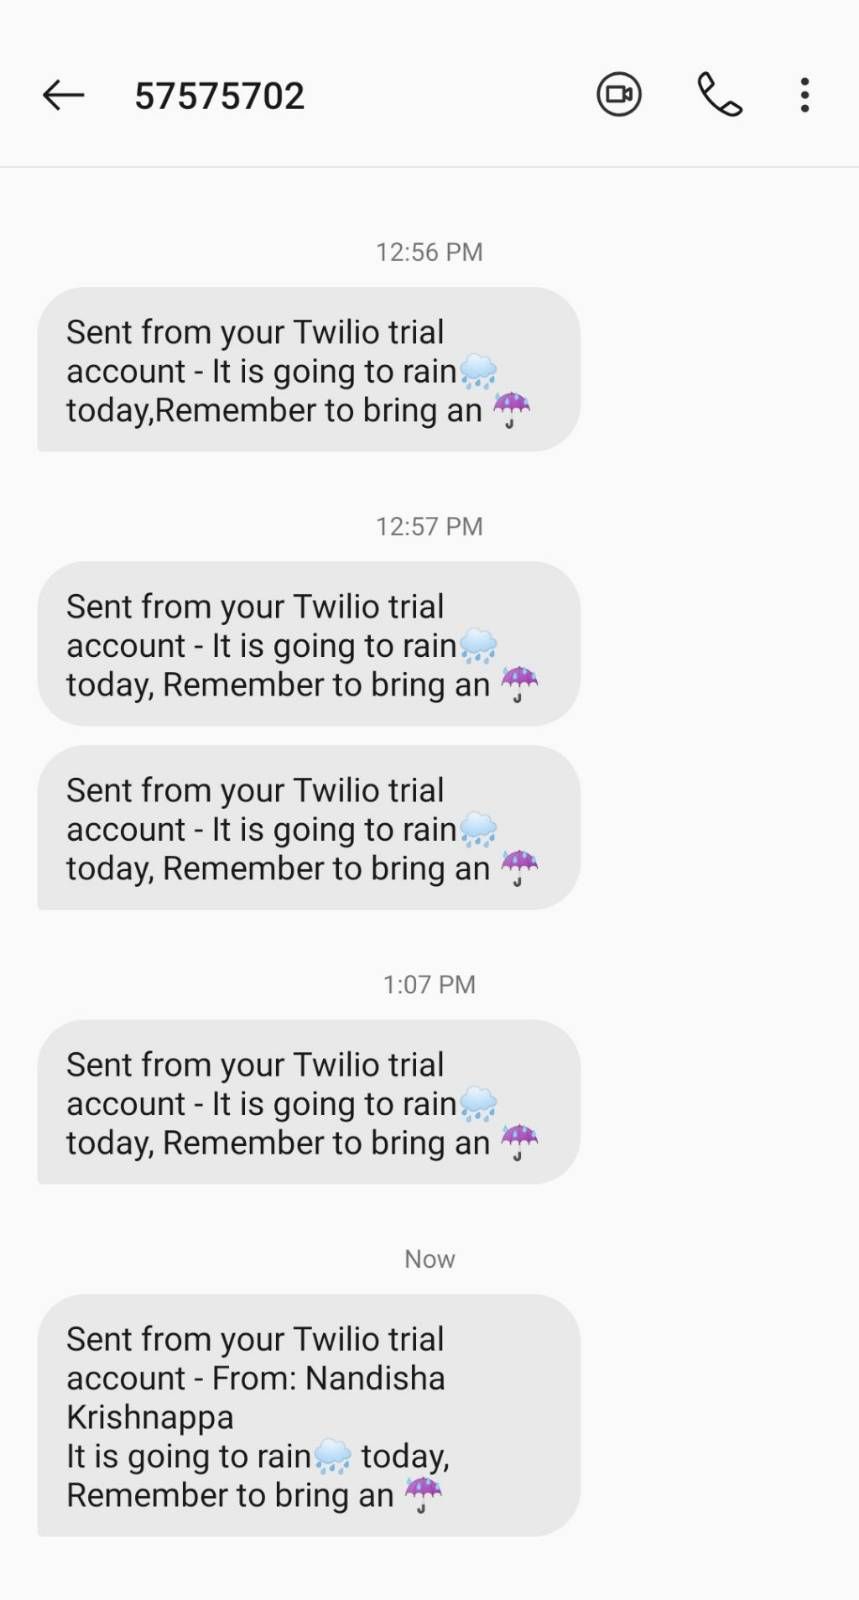 57575702
12:56 PM
Sent from your Twilio trial
account - It is going to rain🌧️
today,Remember to bring an ☔
12:57 PM
Sent from your Twilio trial
account - It is going to rain🌧️
today, Remember to bring an ☔
Sent from your Twilio trial
account - It is going to rain🌧️
today, Remember to bring an ☔
1:07 PM
Sent from your Twilio trial
account - It is going to rain🌧️
today, Remember to bring an ☔
Now
Sent from your Twilio trial
account - From: Nandisha
Krishnappa
It is going to rain🌧️ today,
Remember to bring an ☔